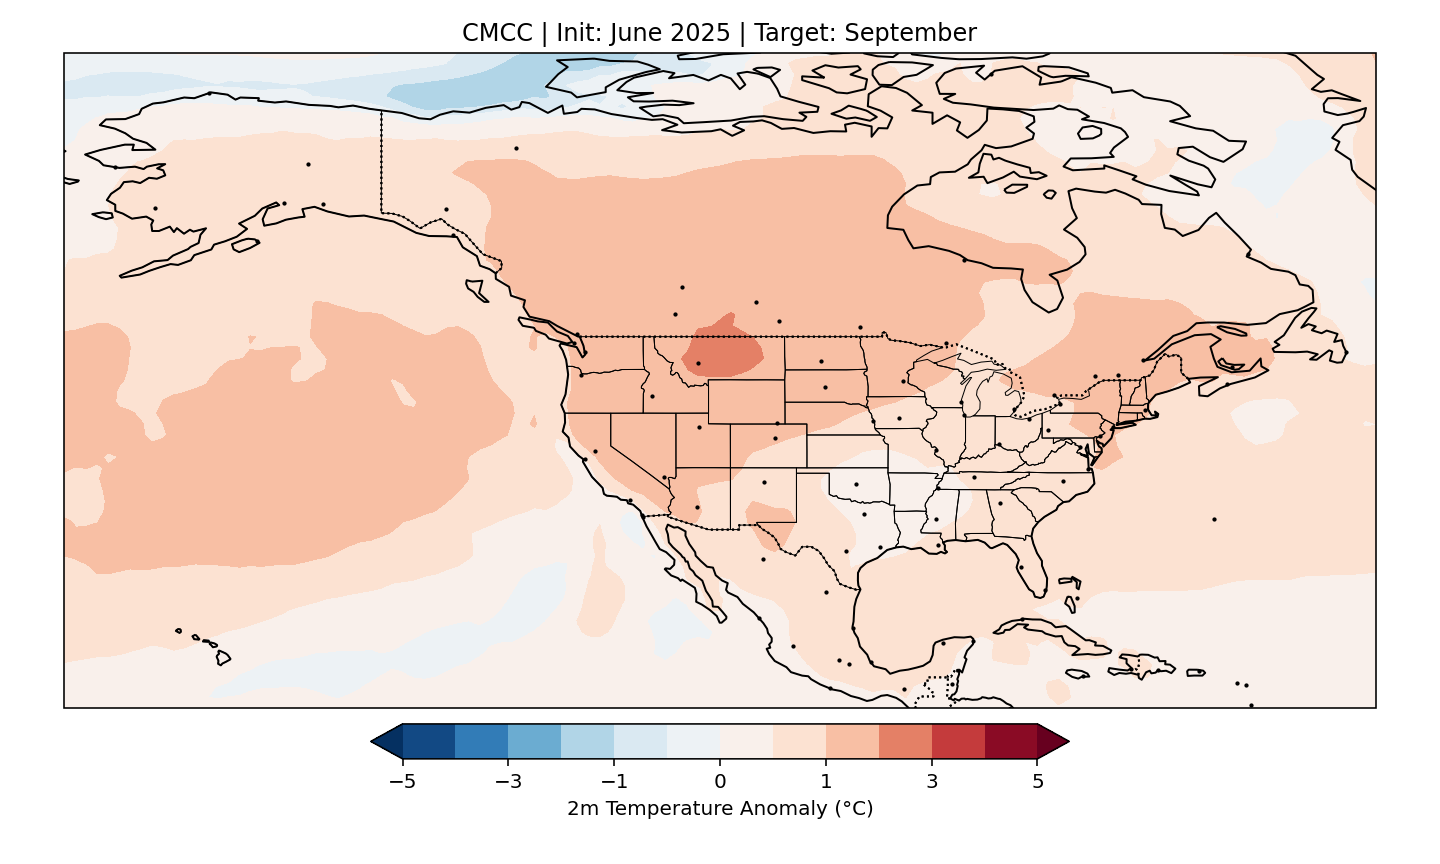 CMCC | Init: June 2025 | Target: September
−5 −3 −1 0 1 3 5
2m Temperature Anomaly (°C)